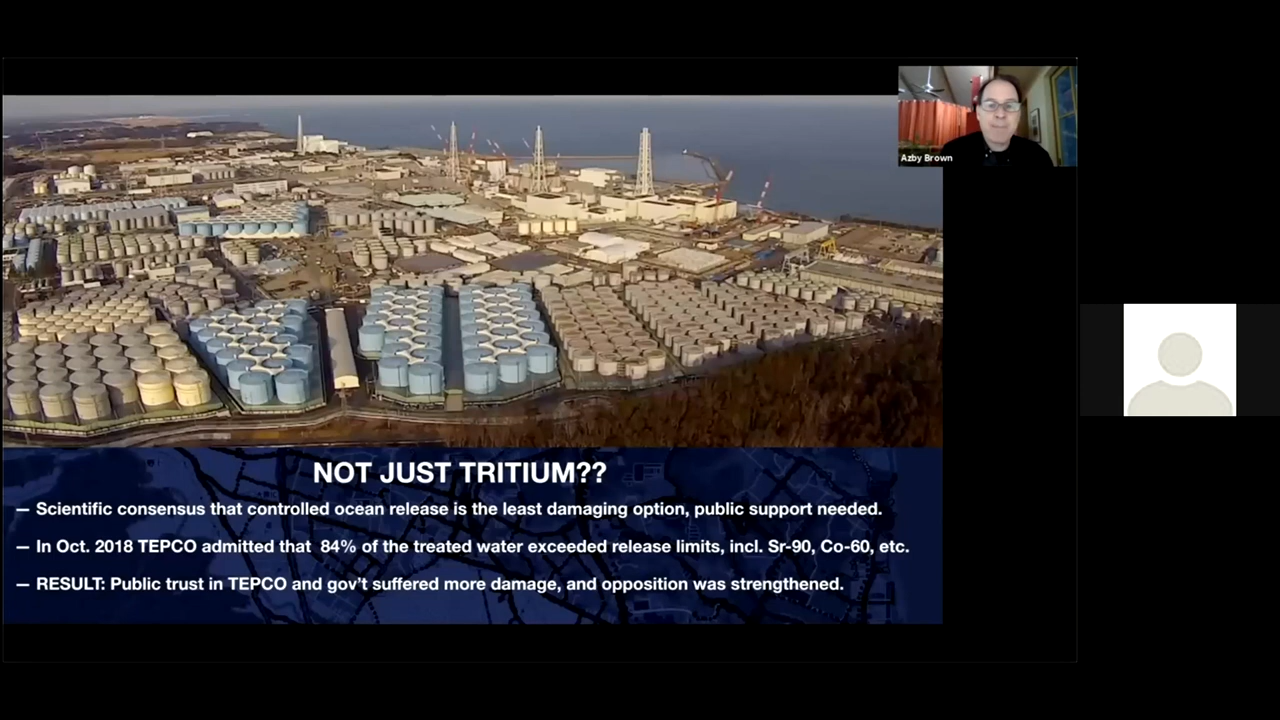 Azby Brown
NOT JUST TRITIUM??
— Scientific consensus that controlled ocean release is the least damaging option, public support needed.
— In Oct. 2018 TEPCO admitted that  84% of the treated water exceeded release limits, incl. Sr-90, Co-60, etc.
— RESULT: Public trust in TEPCO and gov't suffered more damage, and opposition was strengthened.